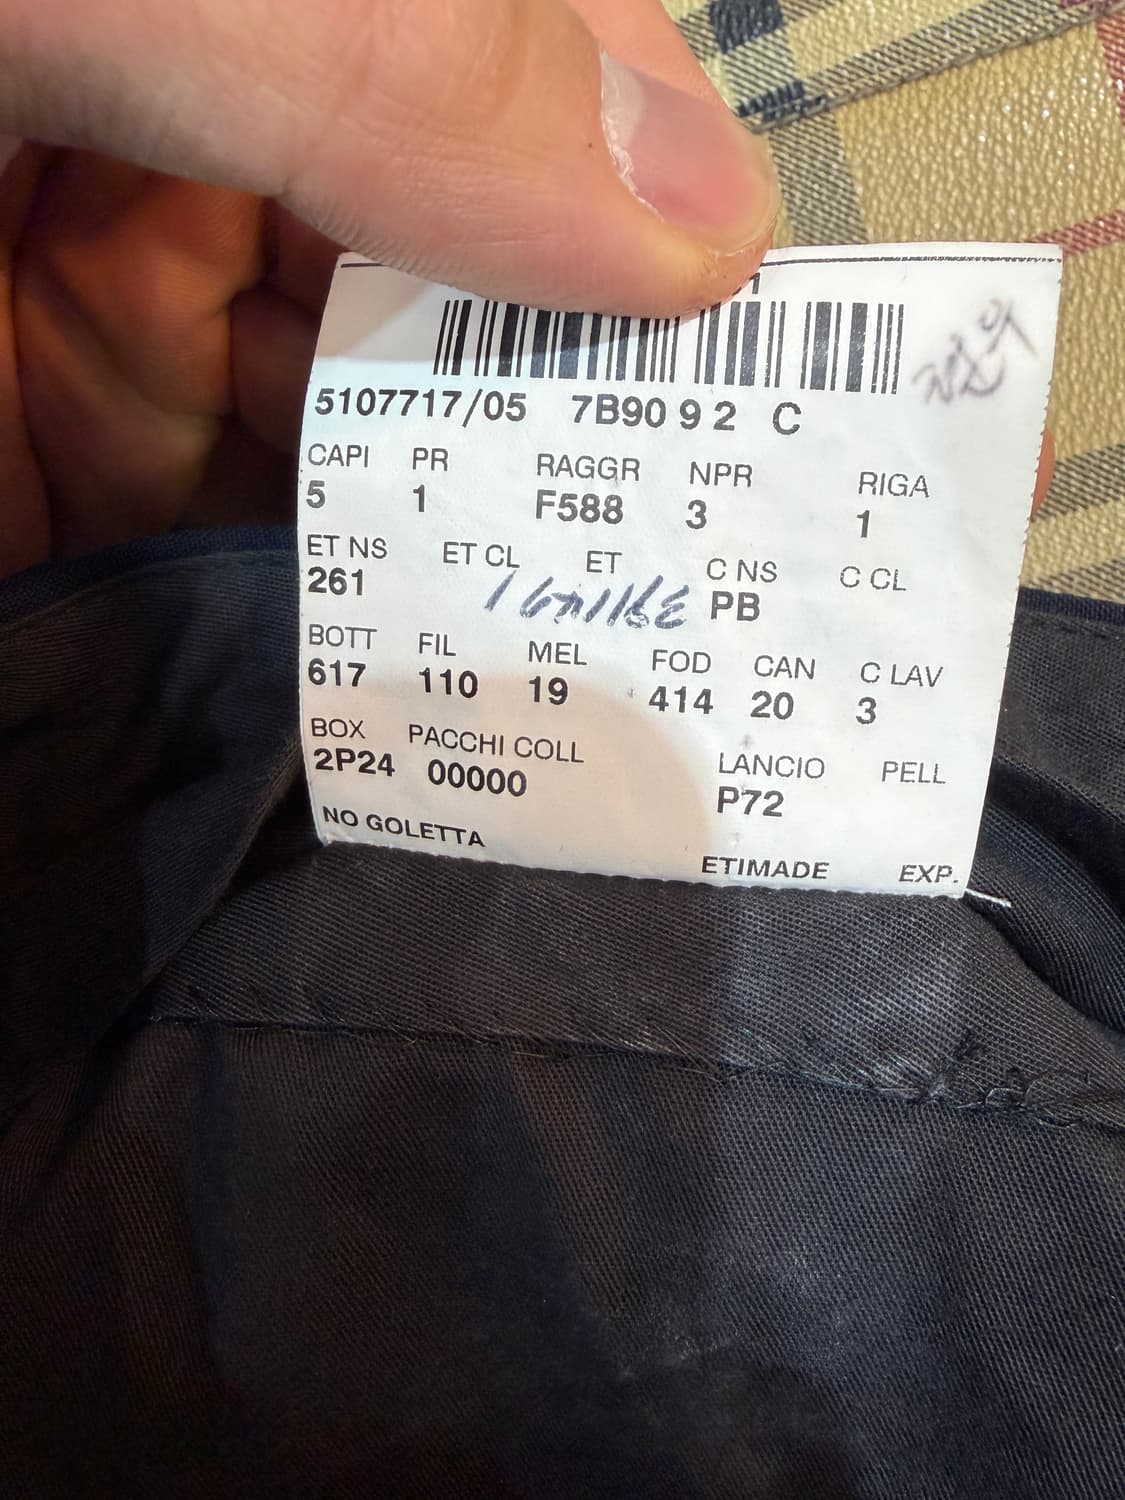 5107717/05 7B90 9 2 C
CAPI PR RAGGR NPR RIGA
5 1 F588 3 1
ET NS ET CL ET C NS C CL
261 PB
BOTT FIL MEL FOD CAN C LAV
617 110 19 414 20 3
BOX PACCHI COLL LANCIO PELL
2P24 00000 P72
NO GOLETTA ETIMADE EXP.